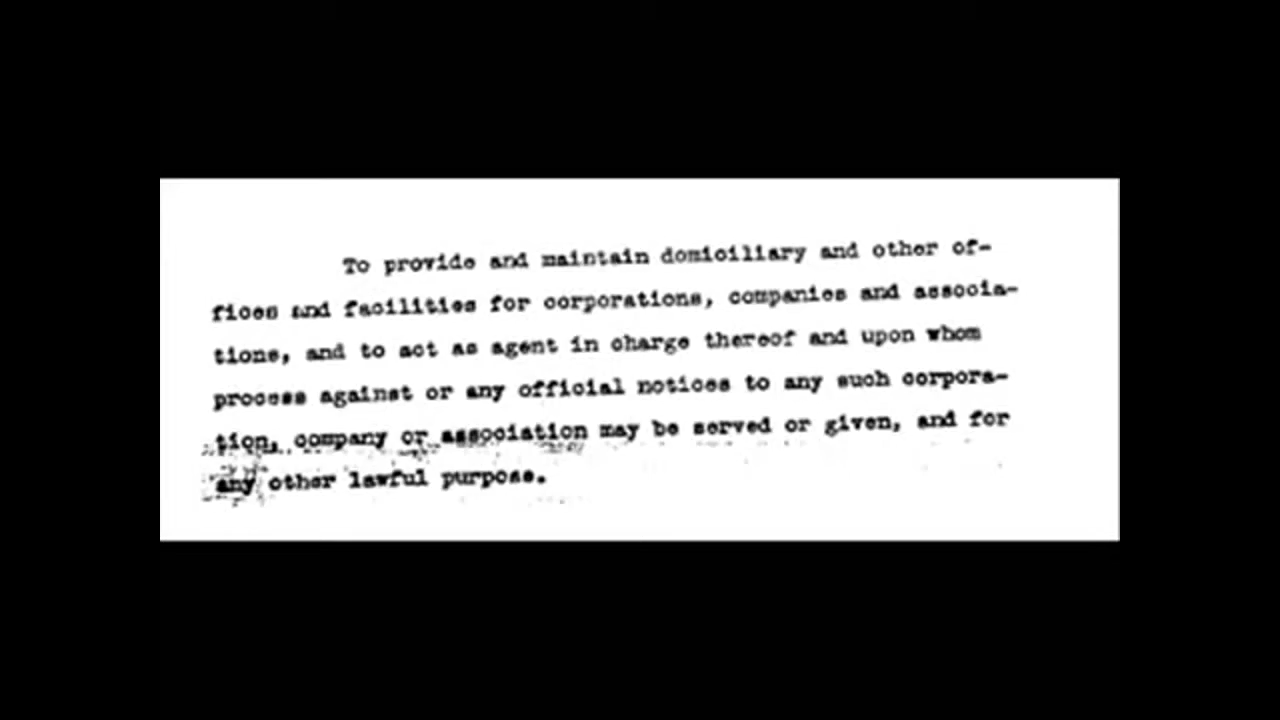 To provide and maintain domiciliary and other of-
fices and facilities for corporations, companies and associa-
tions, and to act as agent in charge thereof and upon whom
process against or any official notices to any such corpora-
tion, company or association may be served or given, and for
any other lawful purpose.